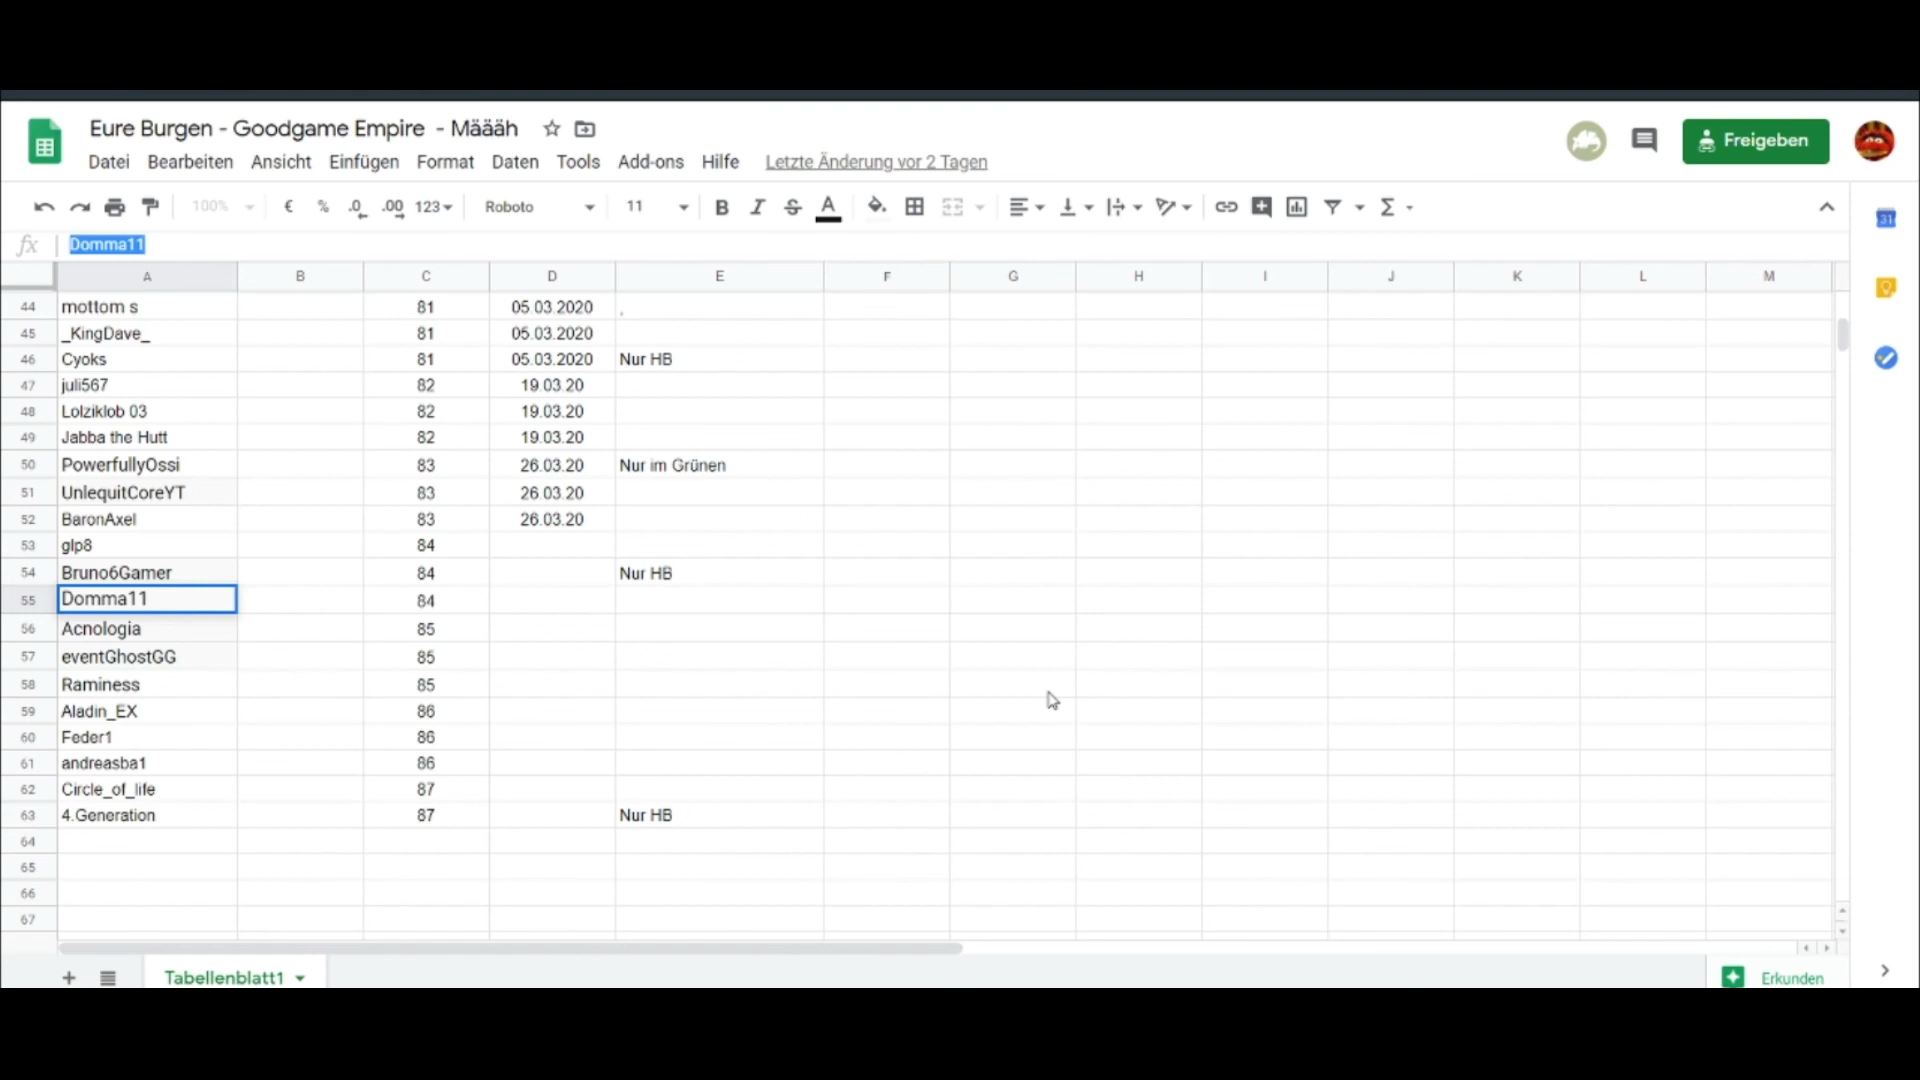 Eure Burgen - Goodgame Empire - Määäh
Datei Bearbeiten Ansicht Einfügen Format Daten Tools Add-ons Hilfe Letzte Änderung vor 2 Tagen
Freigeben
100% € % .0 .00 123 Roboto 11 B I S A Σ
31
fx Domma11
A B C D E F G H I J K L M
44 mottom s 81 05.03.2020 ,
45 _KingDave_ 81 05.03.2020
46 Cyoks 81 05.03.2020 Nur HB
47 juli567 82 19.03.20
48 Lolziklob 03 82 19.03.20
49 Jabba the Hutt 82 19.03.20
50 PowerfullyOssi 83 26.03.20 Nur im Grünen
51 UnlequitCoreYT 83 26.03.20
52 BaronAxel 83 26.03.20
53 glp8 84
54 Bruno6Gamer 84 Nur HB
55 Domma11 84
56 Acnologia 85
57 eventGhostGG 85
58 Raminess 85
59 Aladin_EX 86
60 Feder1 86
61 andreasba1 86
62 Circle_of_life 87
63 4.Generation 87 Nur HB
64
65
66
67
Tabellenblatt1 Erkunden